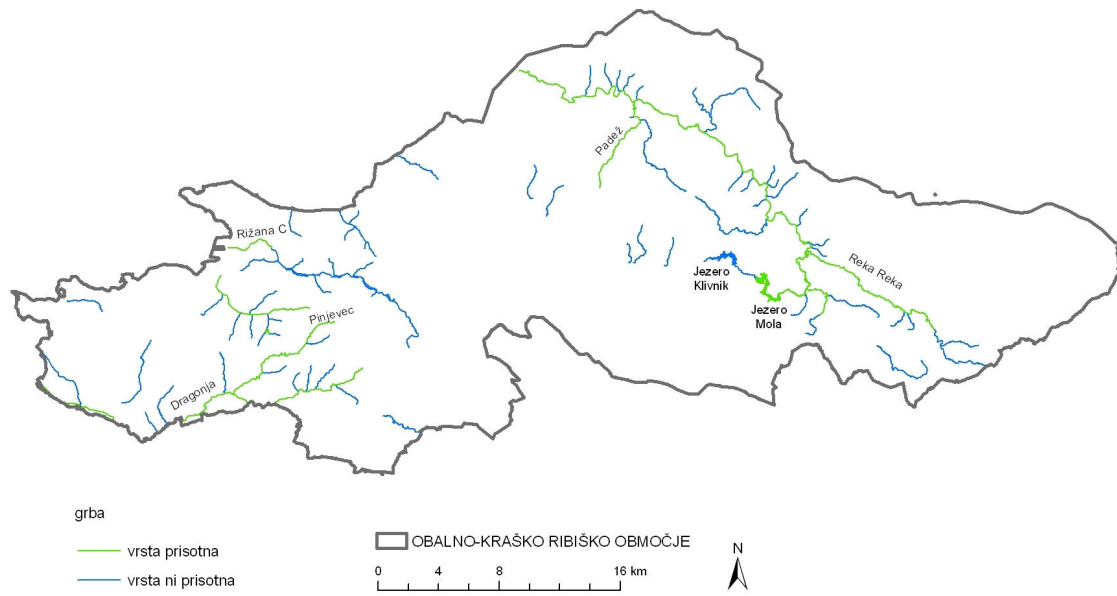 Padež
Rižana C
Reka Reka
Jezero
Klivnik
Jezero
Mola
Pinjevec
Dragonja
grba
vrsta prisotna
vrsta ni prisotna
OBALNO-KRAŠKO RIBIŠKO OBMOČJE
0 4 8 16 km
N